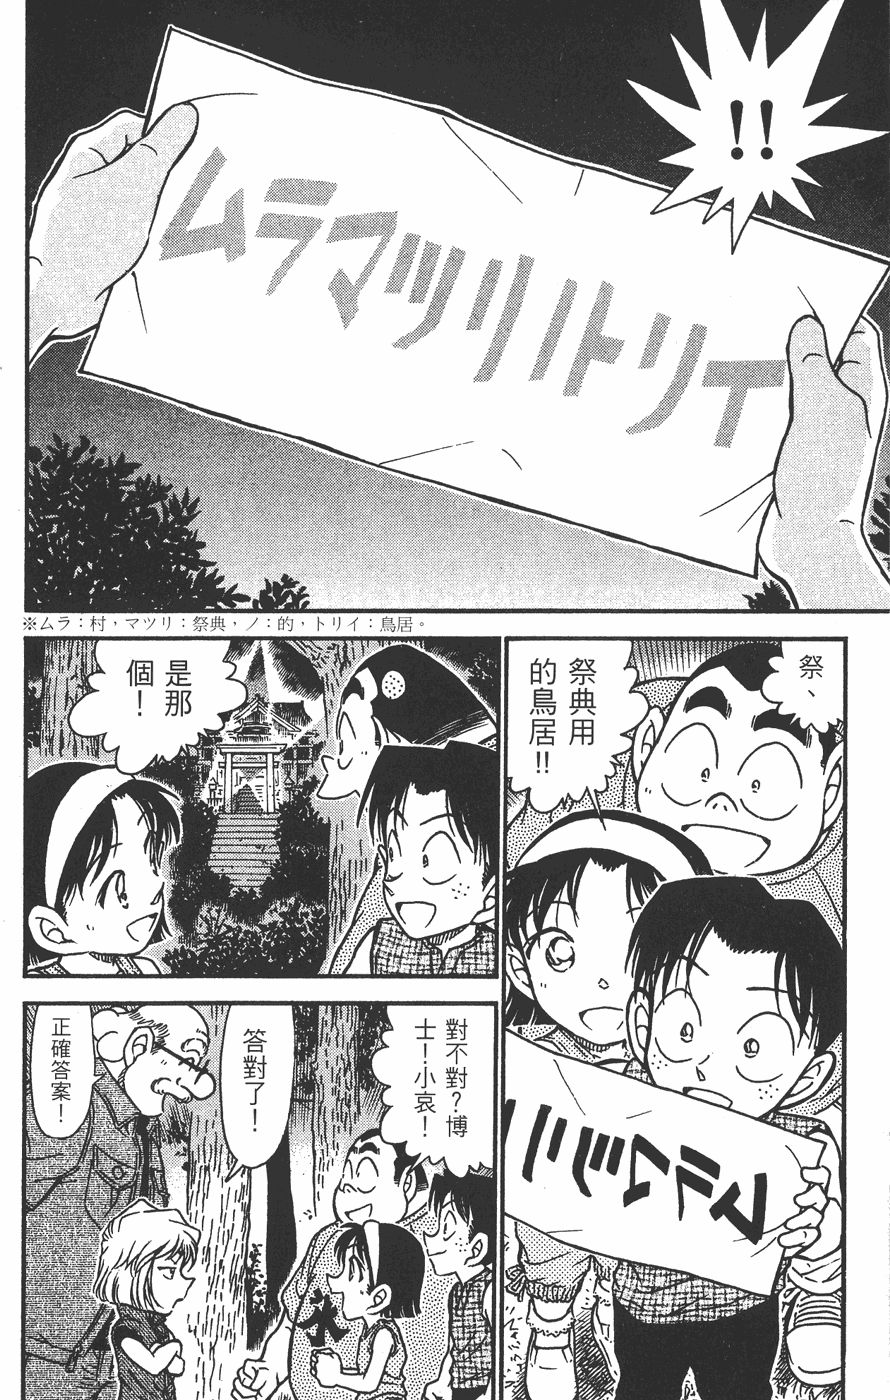 !!
ムラマツリノトリイ
※ムラ:村,マツリ:祭典,ノ:的,トリイ:鳥居。
祭、
祭典用
的鳥居!!
是那
個!
對不對?博
士!小哀!
答對了!
正確答案!